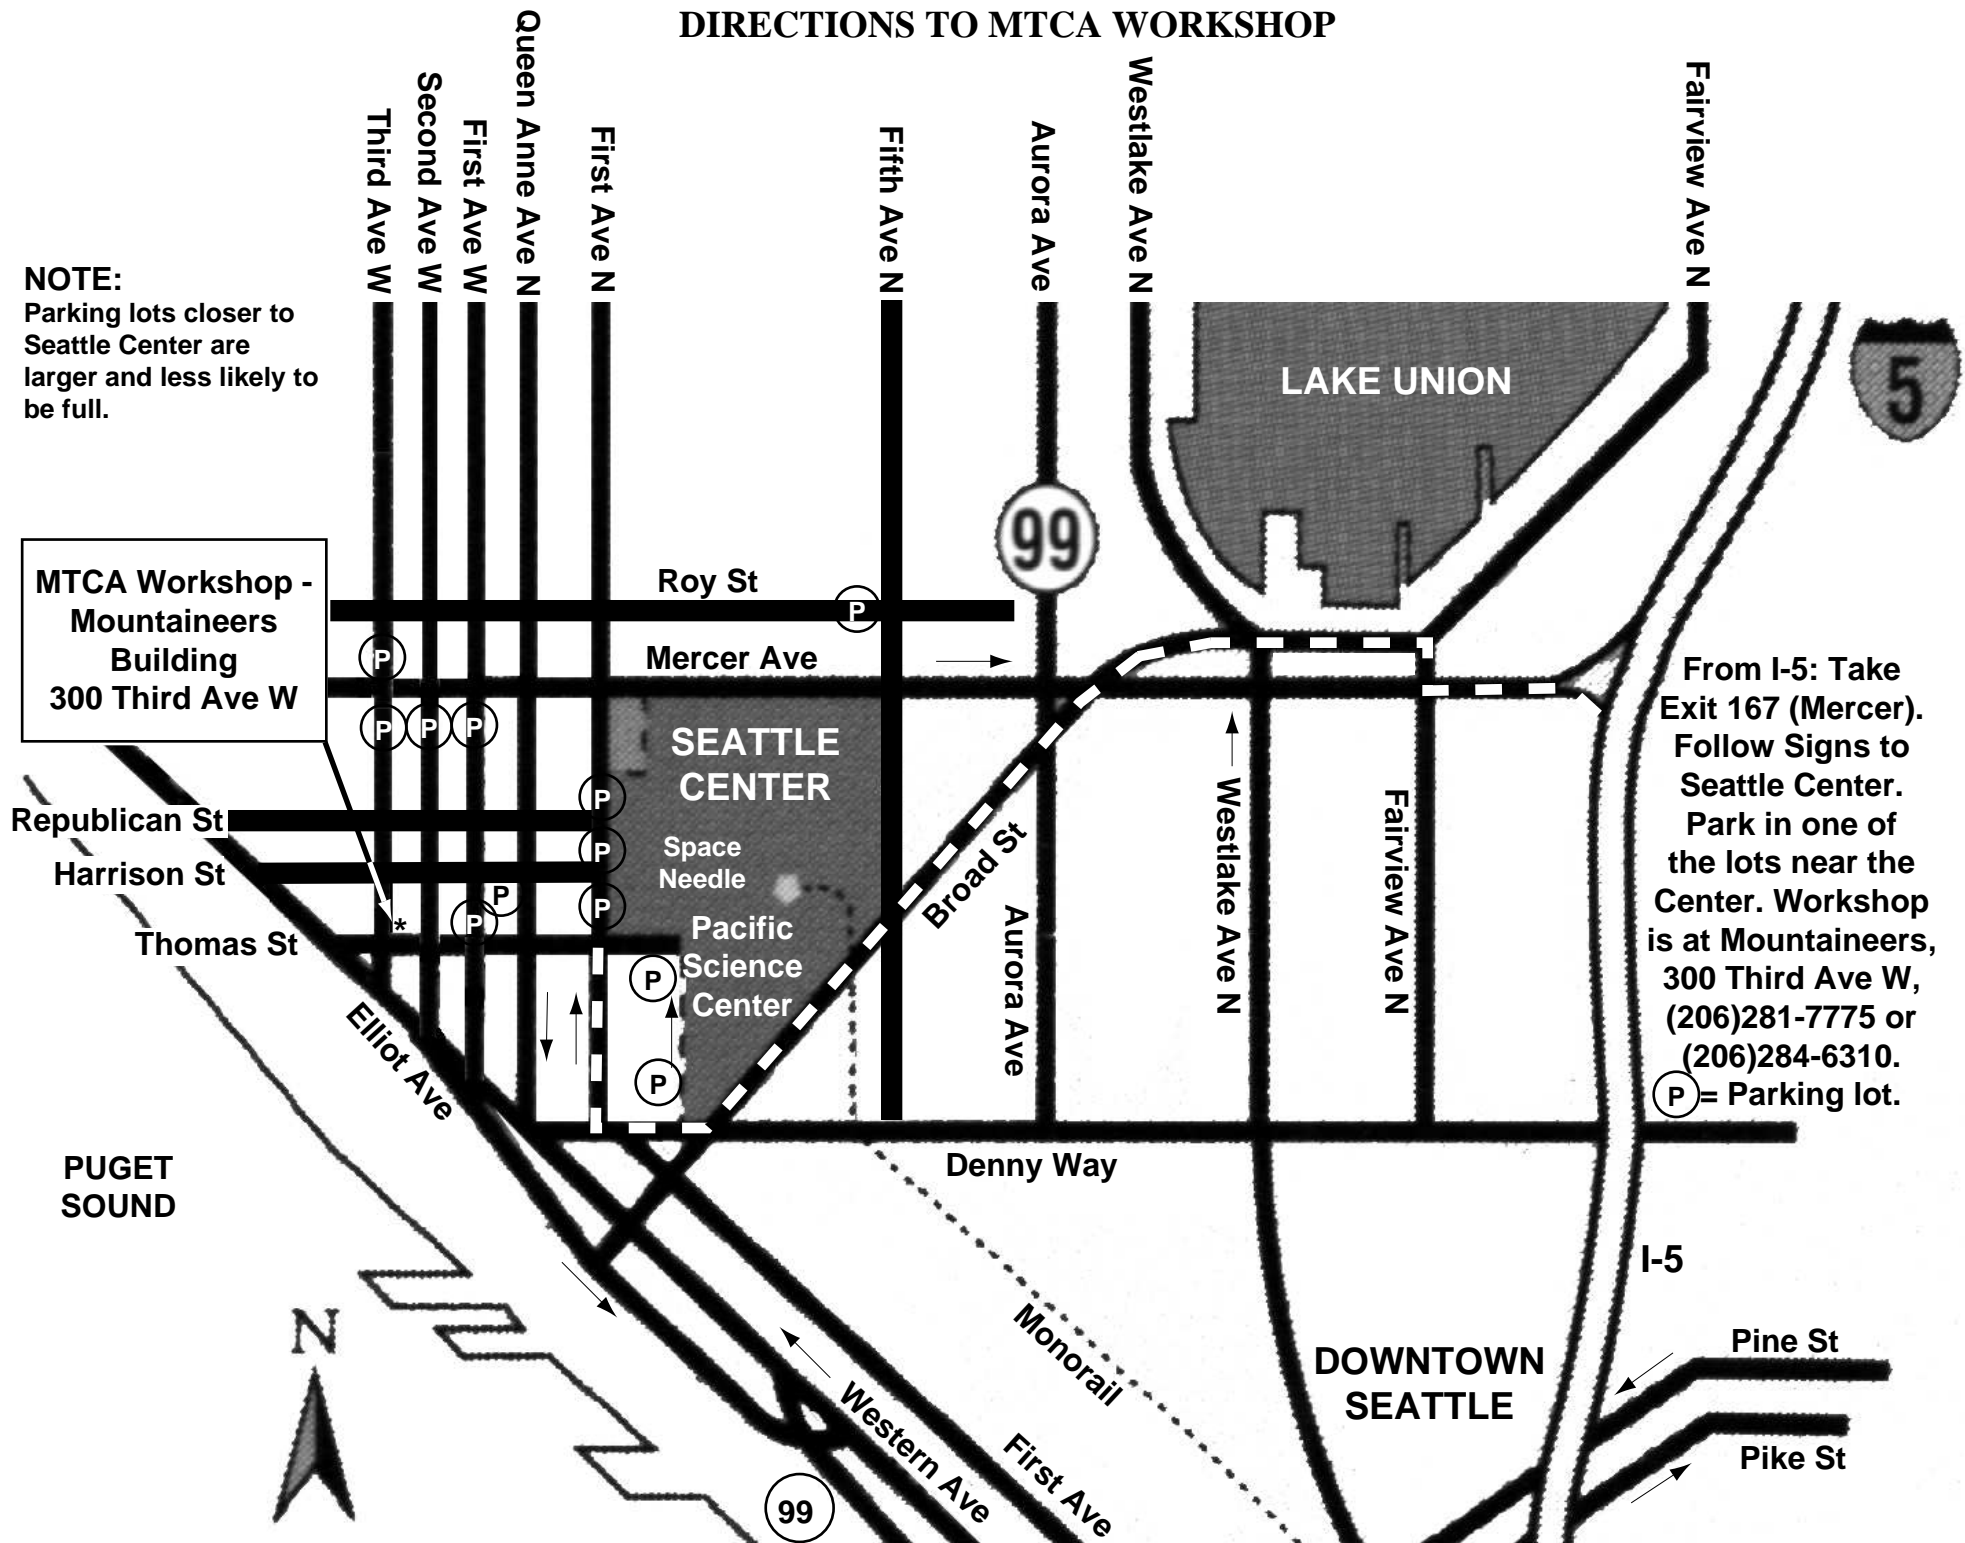 DIRECTIONS TO MTCA WORKSHOP
Third Ave W
Second Ave W
First Ave W
Queen Anne Ave N
First Ave N
Fifth Ave N
Aurora Ave
Westlake Ave N
Fairview Ave N
NOTE:
Parking lots closer to
Seattle Center are
larger and less likely to
be full.
LAKE UNION
5
99
MTCA Workshop -
Mountaineers
Building
300 Third Ave W
Roy St
P
P
Mercer Ave
P
P
P
SEATTLE
CENTER
From I-5: Take
Exit 167 (Mercer).
Follow Signs to
Seattle Center.
Park in one of
the lots near the
Center. Workshop
is at Mountaineers,
300 Third Ave W,
(206)281-7775 or
(206)284-6310.
P = Parking lot.
P
Republican St
P
Space
Needle
Harrison St
P
P
P
*
Thomas St
Pacific
Science
Center
P
P
Broad St
Aurora Ave
Westlake Ave N
Fairview Ave N
Elliot Ave
Denny Way
PUGET
SOUND
I-5
N
Monorail
DOWNTOWN
SEATTLE
Pine St
Pike St
Western Ave
First Ave
99